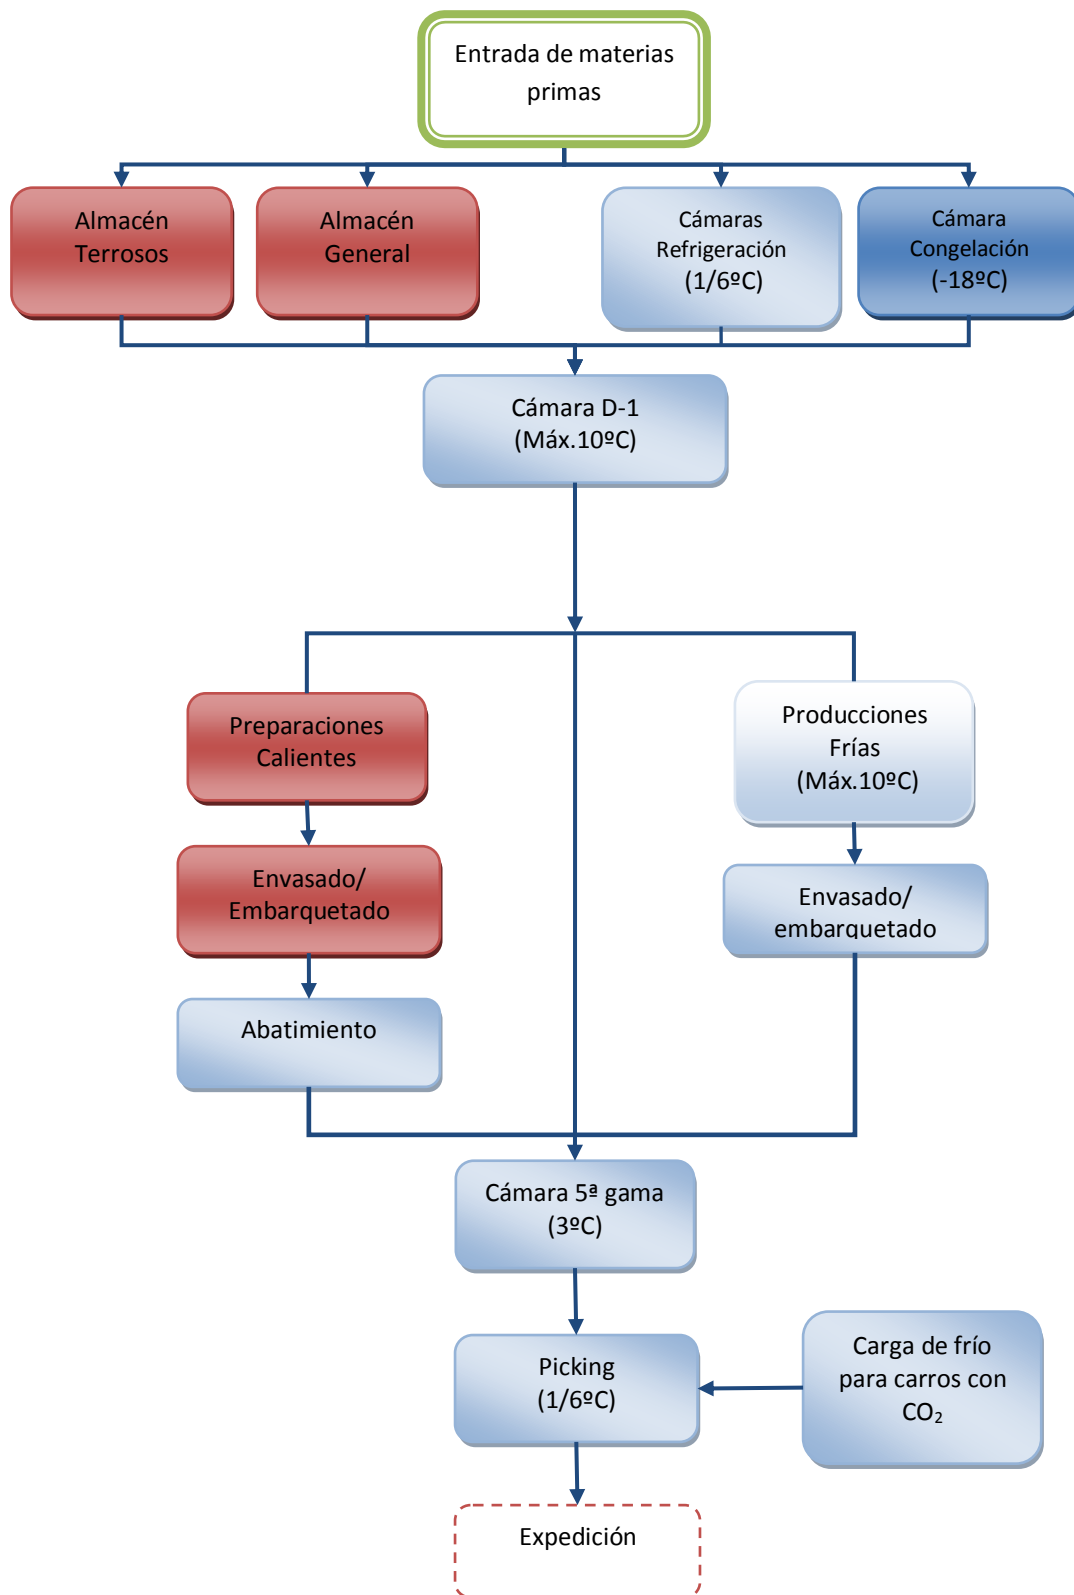 Entrada de materias
primas
Almacén
Terrosos
Almacén
General
Cámaras
Refrigeración
(1/6ºC)
Cámara
Congelación
(-18ºC)
Cámara D-1
(Máx.10ºC)
Preparaciones
Calientes
Producciones
Frías
(Máx.10ºC)
Envasado/
Embarquetado
Envasado/
embarquetado
Abatimiento
Cámara 5ª gama
(3ºC)
Picking
(1/6ºC)
Carga de frío
para carros con
CO₂
Expedición